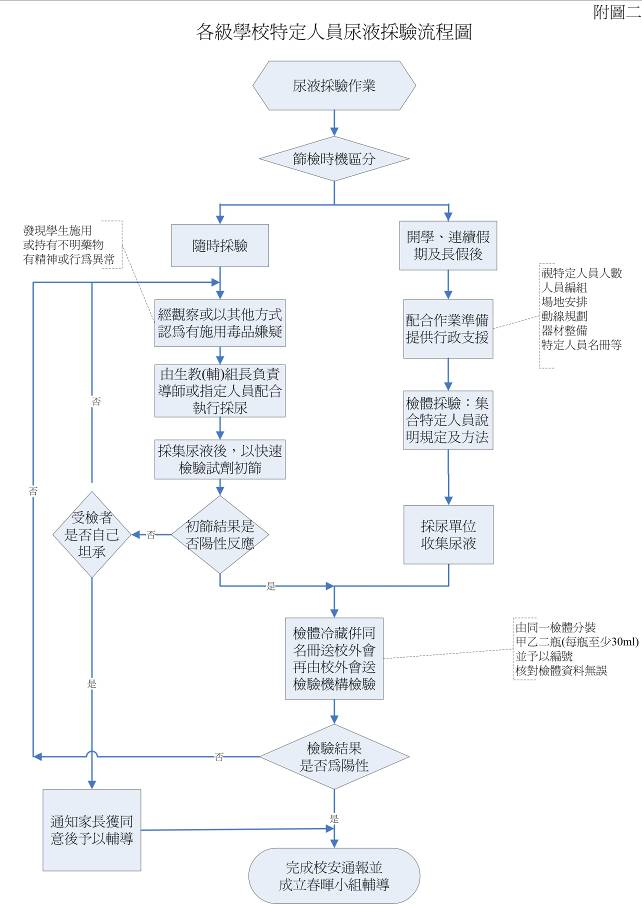 附圖二
各級學校特定人員尿液採驗流程圖
尿液採驗作業
篩檢時機區分
發現學生施用
或持有不明藥物
有精神或行為異常
隨時採驗
開學、連續假
期及長假後
視特定人員人數
人員編組
場地安排
動線規劃
器材整備
特定人員名冊等
經觀察或以其他方式
認為有施用毒品嫌疑
配合作業準備
提供行政支援
由生教(輔)組長負責
導師或指定人員配合
執行採尿
檢體採驗：集
合特定人員說
明規定及方法
否
採集尿液後，以快速
檢驗試劑初篩
否
受檢者
是否自己
坦承
否
初篩結果是
否陽性反應
採尿單位
收集尿液
是
檢體冷藏併同
名冊送校外會
再由校外會送
檢驗機構檢驗
由同一檢體分裝
甲乙二瓶(每瓶至少30ml)
並予以編號
核對檢體資料無誤
是
檢驗結果
是否為陽性
否
通知家長獲同
意後予以輔導
是
完成校安通報並
成立春暉小組輔導